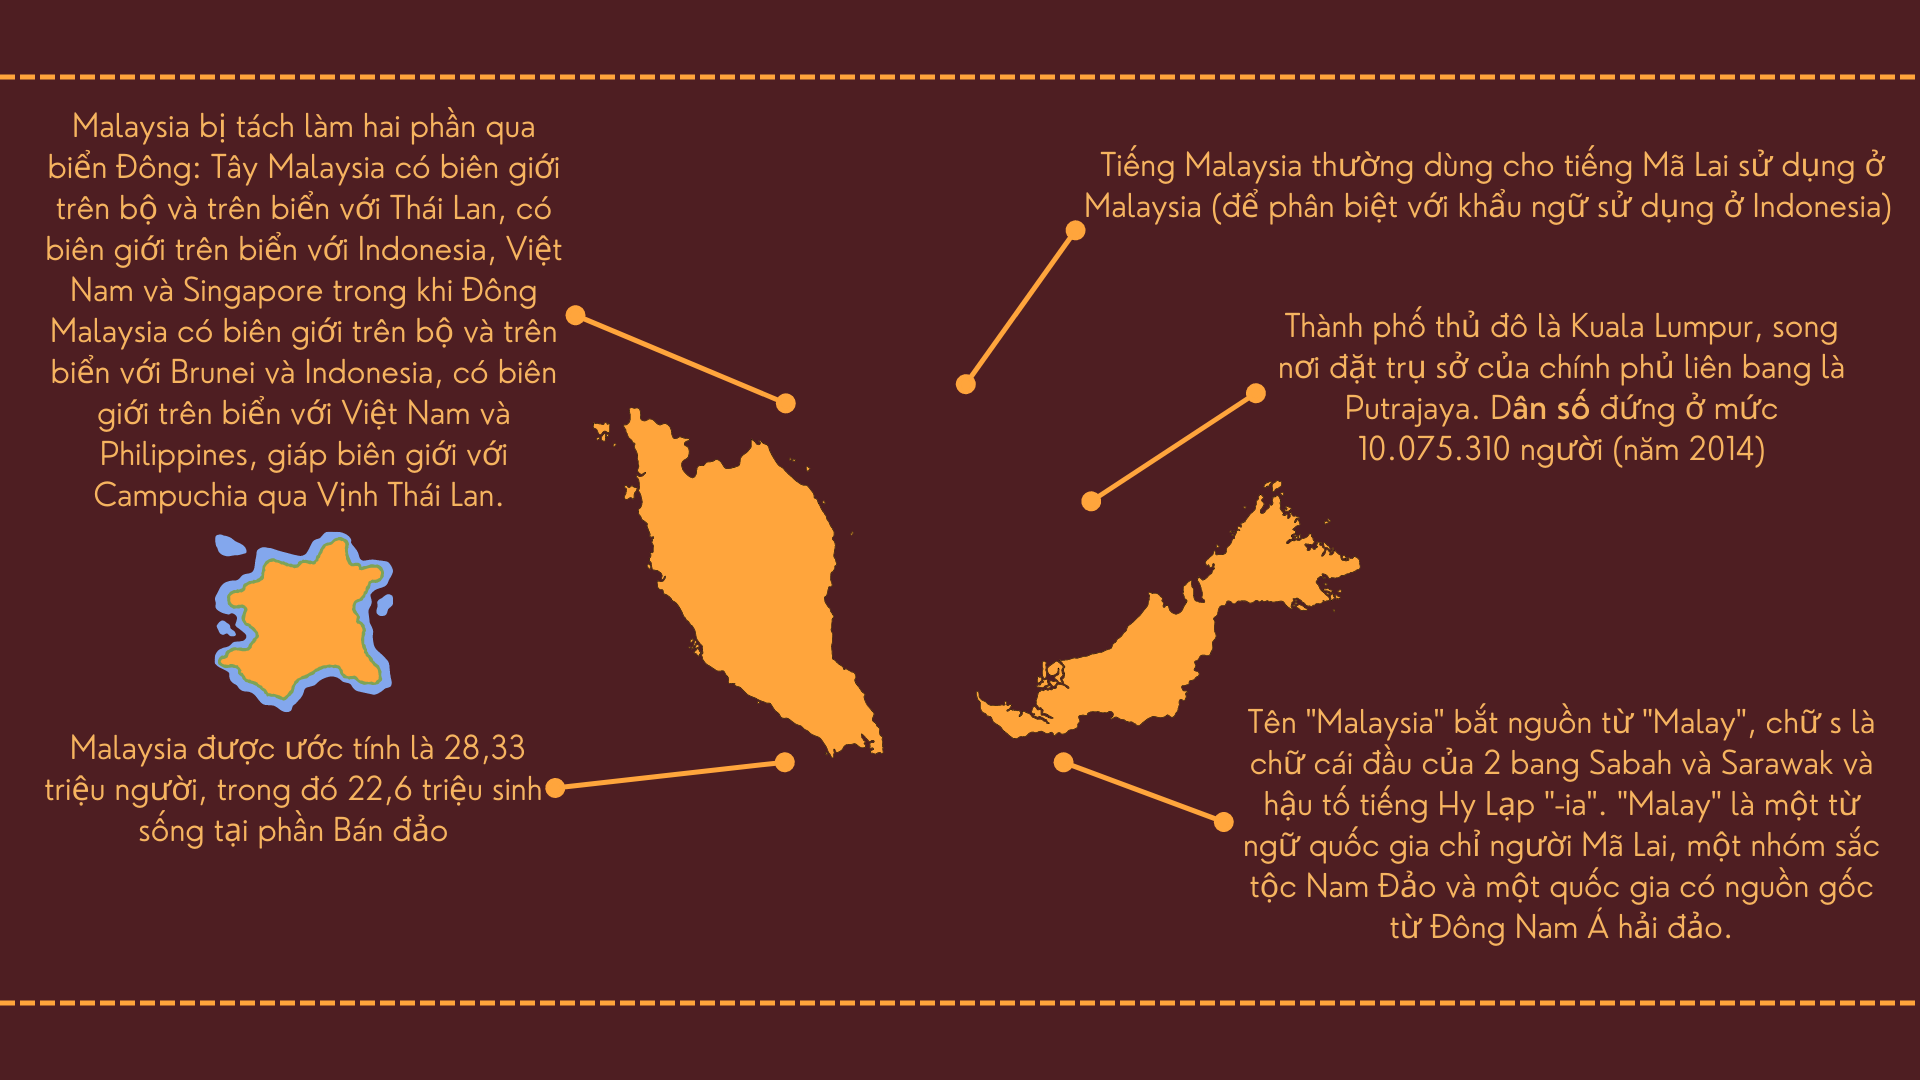 Malaysia bị tách làm hai phần qua
biển Đông: Tây Malaysia có biên giới
trên bộ và trên biển với Thái Lan, có
biên giới trên biển với Indonesia, Việt
Nam và Singapore trong khi Đông
Malaysia có biên giới trên bộ và trên
biển với Brunei và Indonesia, có biên
giới trên biển với Việt Nam và
Philippines, giáp biên giới với
Campuchia qua Vịnh Thái Lan.
Malaysia được ước tính là 28,33
triệu người, trong đó 22,6 triệu sinh
sống tại phần Bán đảo
Tiếng Malaysia thường dùng cho tiếng Mã Lai sử dụng ở
Malaysia (để phân biệt với khẩu ngữ sử dụng ở Indonesia)
Thành phố thủ đô là Kuala Lumpur, song
nơi đặt trụ sở của chính phủ liên bang là
Putrajaya. Dân số đứng ở mức
10.075.310 người (năm 2014)
Tên "Malaysia" bắt nguồn từ "Malay", chữ s là
chữ cái đầu của 2 bang Sabah và Sarawak và
hậu tố tiếng Hy Lạp "-ia". "Malay" là một từ
ngữ quốc gia chỉ người Mã Lai, một nhóm sắc
tộc Nam Đảo và một quốc gia có nguồn gốc
từ Đông Nam Á hải đảo.